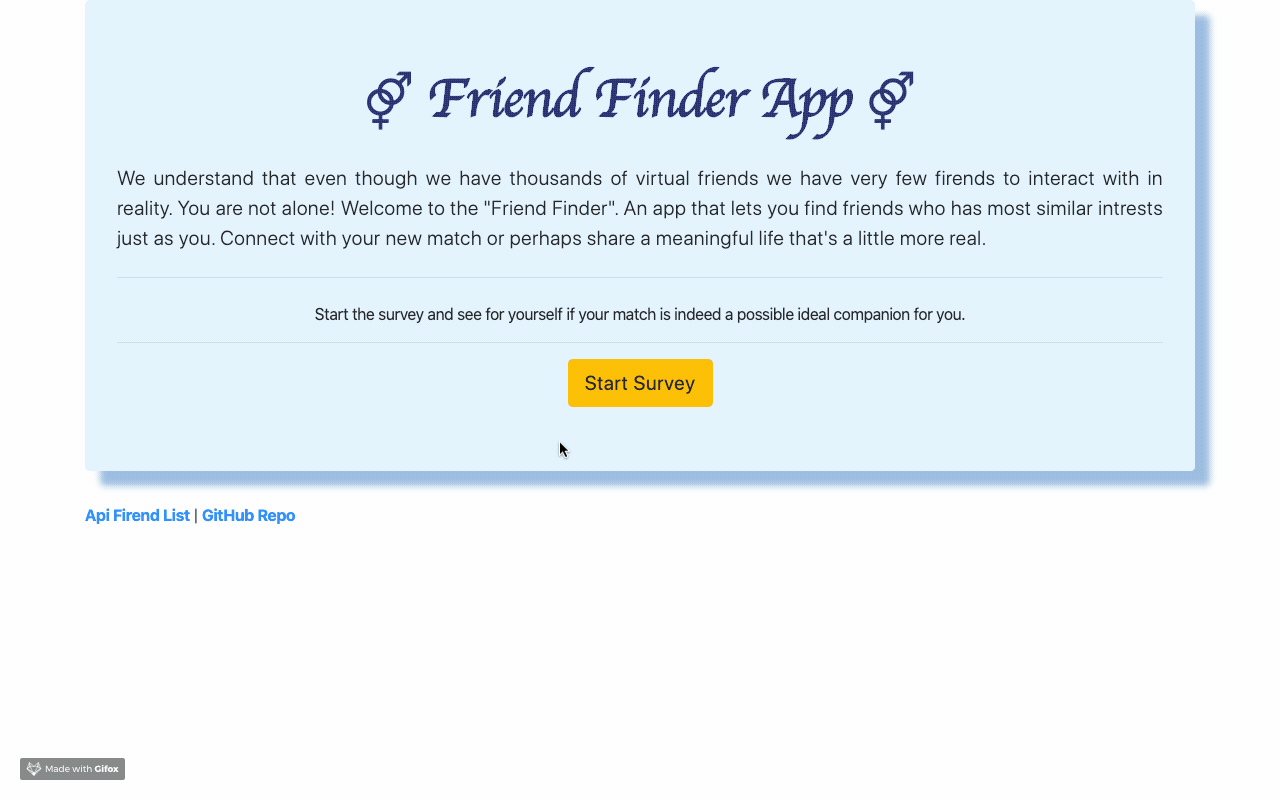 ⚤ Friend Finder App ⚤
We understand that even though we have thousands of virtual friends we have very few firends to interact with in
reality. You are not alone! Welcome to the "Friend Finder". An app that lets you find friends who has most similar intrests
just as you. Connect with your new match or perhaps share a meaningful life that's a little more real.
Start the survey and see for yourself if your match is indeed a possible ideal companion for you.
Start Survey
Api Firend List | GitHub Repo
Made with Gifox